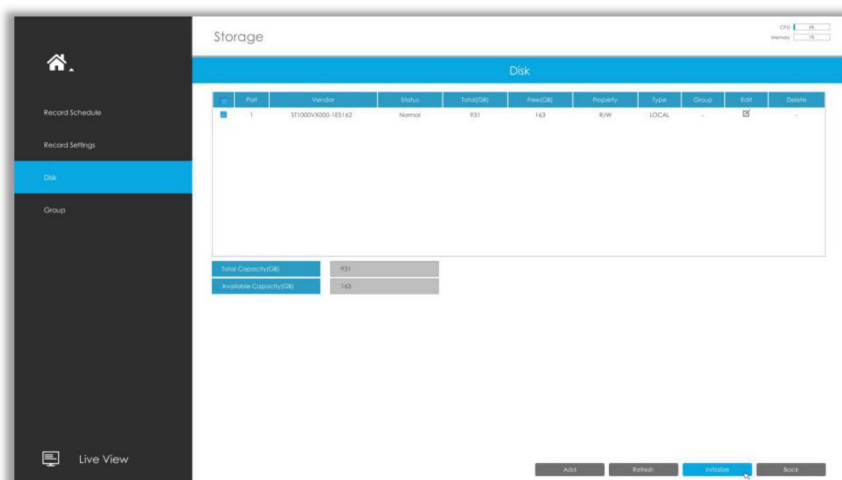 Storage
CPU
Memory
Disk
Record Schedule
Record Settings
Disk
Group
Port Vendor Status Total(GB) Free(GB) Property Type Group Edit Delete
1 ST1000VX000-1ES162 Normal 931 163 R/W LOCAL - -
Total Capacity(GB) 931
Available Capacity(GB) 163
Live View
Add Refresh Initialize Back